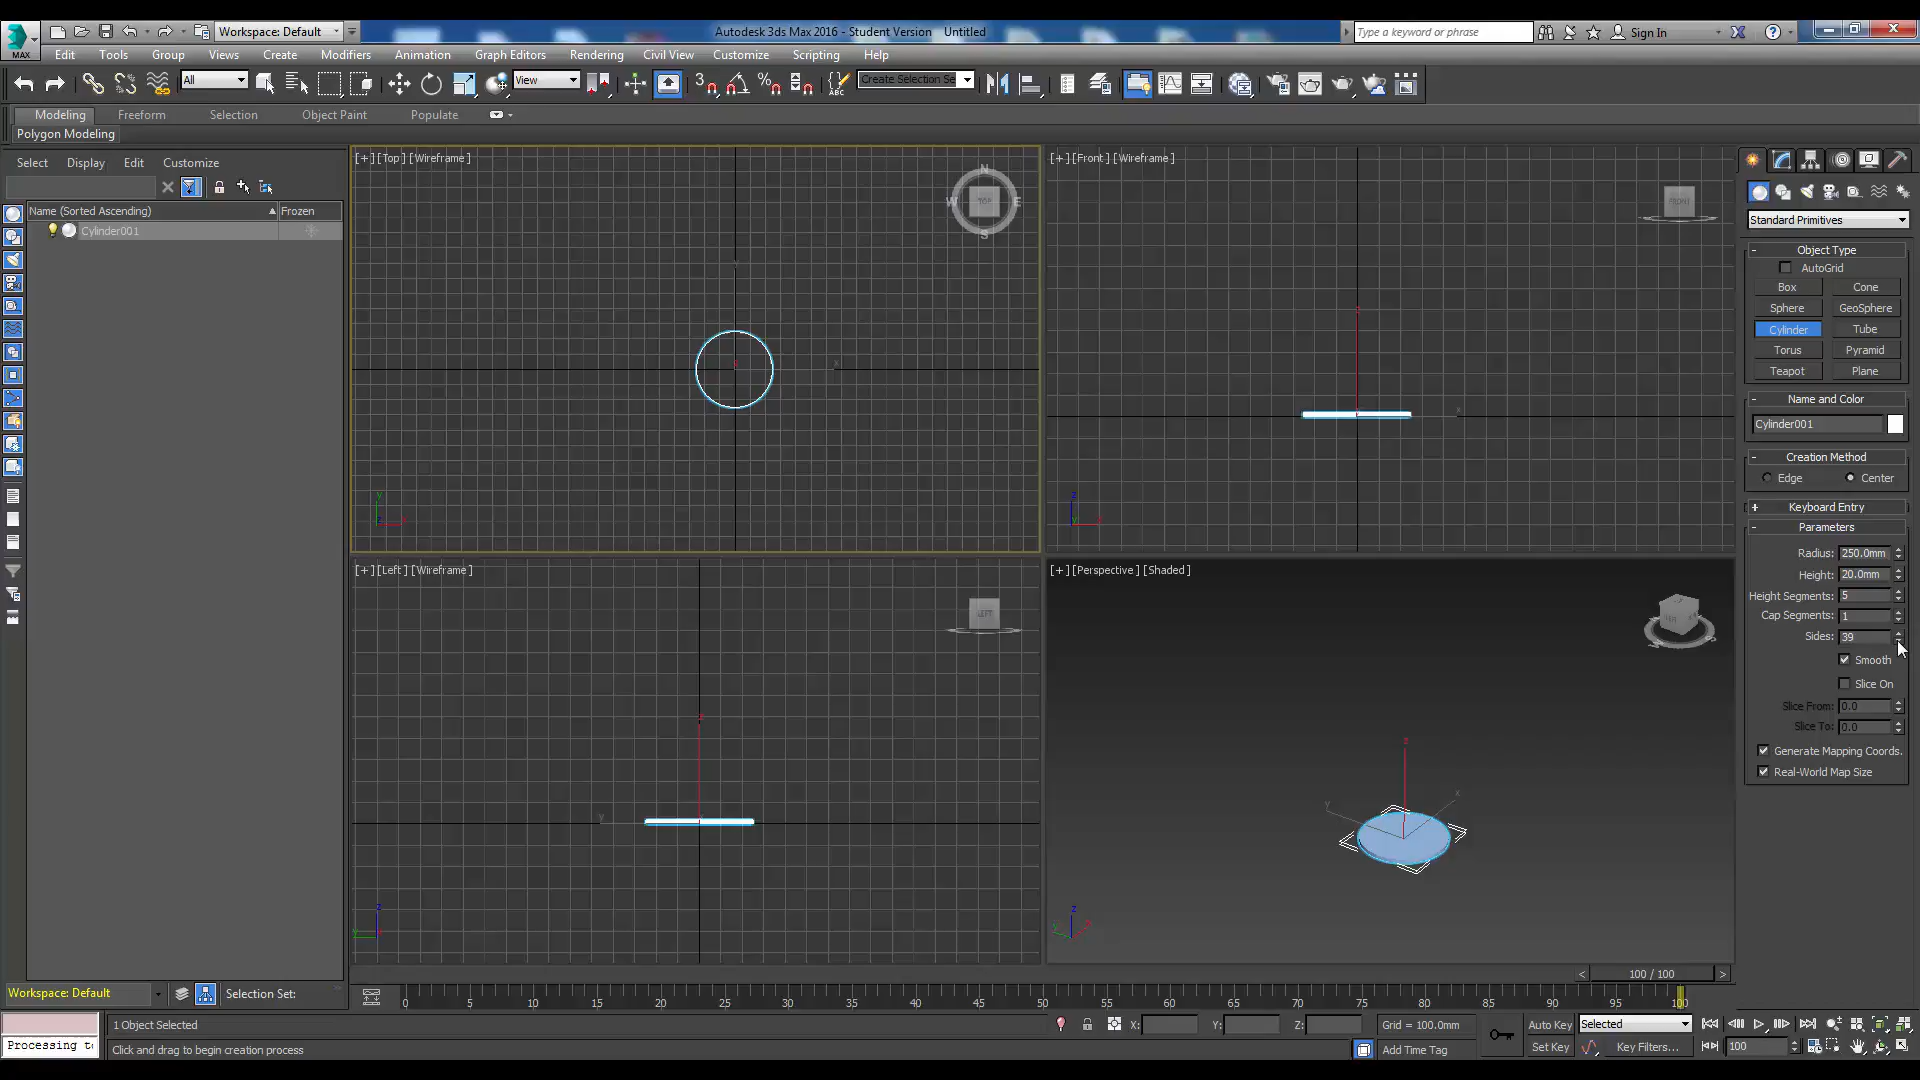 Workspace: Default
Autodesk 3ds Max 2016 - Student Version Untitled
Type a keyword or phrase
Sign In
MAX
Edit Tools Group Views Create Modifiers Animation Graph Editors Rendering Civil View Customize Scripting Help
All
View
3
%
ABC
Create Selection Se
Modeling Freeform Selection Object Paint Populate
Polygon Modeling
Select Display Edit Customize
Name (Sorted Ascending) Frozen
Cylinder001
[+] [Top] [Wireframe]
N
W TOP E
S
y
x
y
z x
[+] [Front] [Wireframe]
FRONT
z
x
z
y x
[+] [Left] [Wireframe]
LEFT
z
y
z
y x
[+] [Perspective] [Shaded]
z
x
y
z
y x
Standard Primitives
- Object Type
AutoGrid
Box Cone
Sphere GeoSphere
Cylinder Tube
Torus Pyramid
Teapot Plane
- Name and Color
Cylinder001
- Creation Method
Edge Center
+ Keyboard Entry
- Parameters
Radius: 250.0mm
Height: 20.0mm
Height Segments: 5
Cap Segments: 1
Sides: 39
Smooth
Slice On
Slice From: 0.0
Slice To: 0.0
Generate Mapping Coords.
Real-World Map Size
< 100 / 100 >
Workspace: Default
Selection Set:
0 5 10 15 20 25 30 35 40 45 50 55 60 65 70 75 80 85 90 95 100
1 Object Selected
X: Y: Z:
Grid = 100.0mm
Auto Key Selected
Processing to
Click and drag to begin creation process
Add Time Tag
Set Key Key Filters...
100